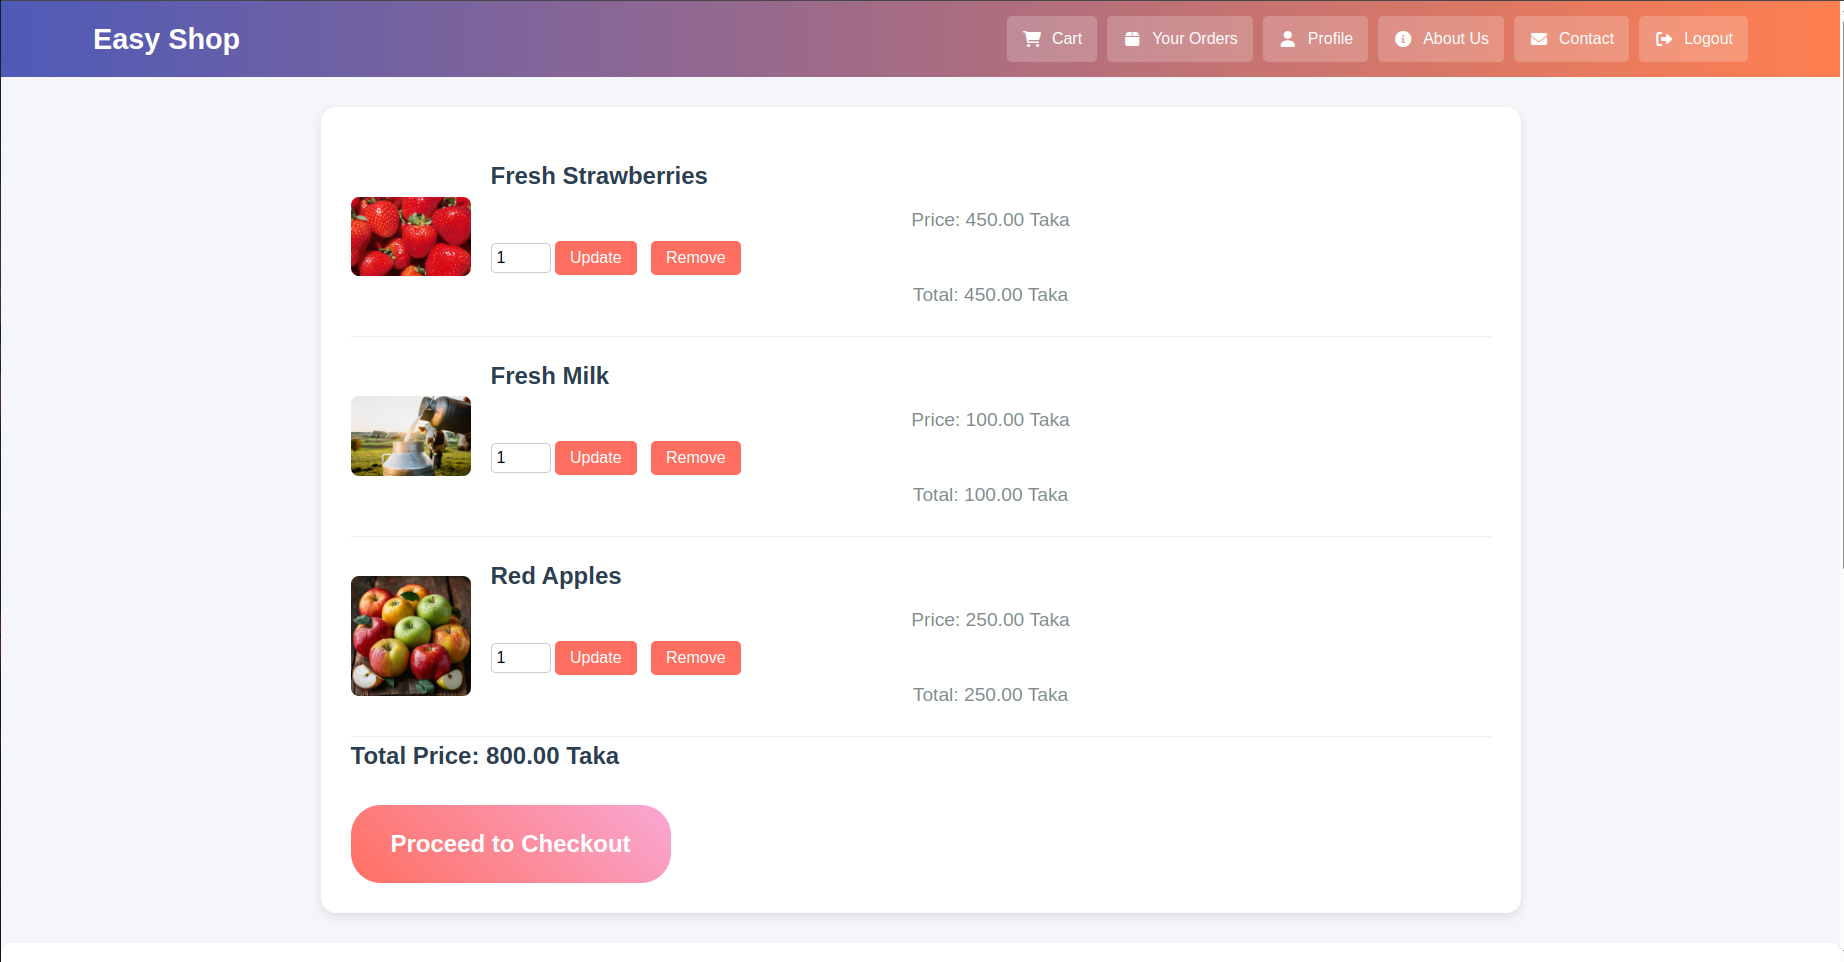 Easy Shop
Cart
Your Orders
Profile
About Us
Contact
Logout
Fresh Strawberries
Price: 450.00 Taka
1 Update Remove
Total: 450.00 Taka
Fresh Milk
Price: 100.00 Taka
1 Update Remove
Total: 100.00 Taka
Red Apples
Price: 250.00 Taka
1 Update Remove
Total: 250.00 Taka
Total Price: 800.00 Taka
Proceed to Checkout